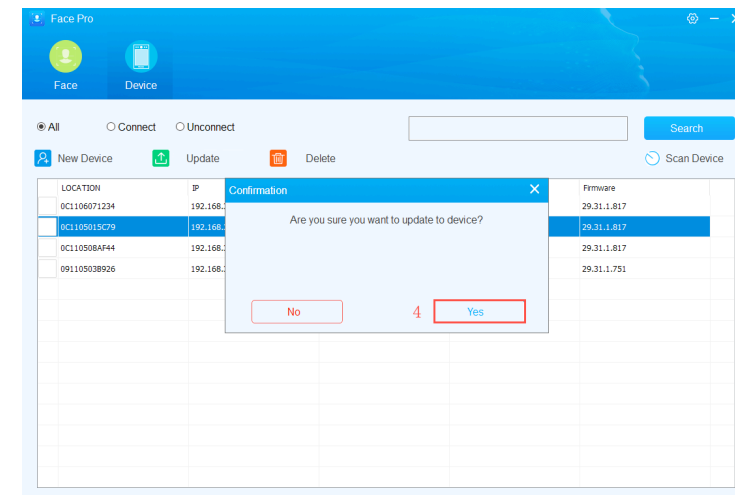 Face Pro
Face Device
All Connect Unconnect
Search
New Device Update Delete Scan Device
LOCATION IP Firmware
0C1106071234 192.168. 29.31.1.817
0C1105015C79 192.168. 29.31.1.817
0C110508AF44 192.168. 29.31.1.817
09110503B926 192.168. 29.31.1.751
Confirmation
Are you sure you want to update to device?
No 4 Yes